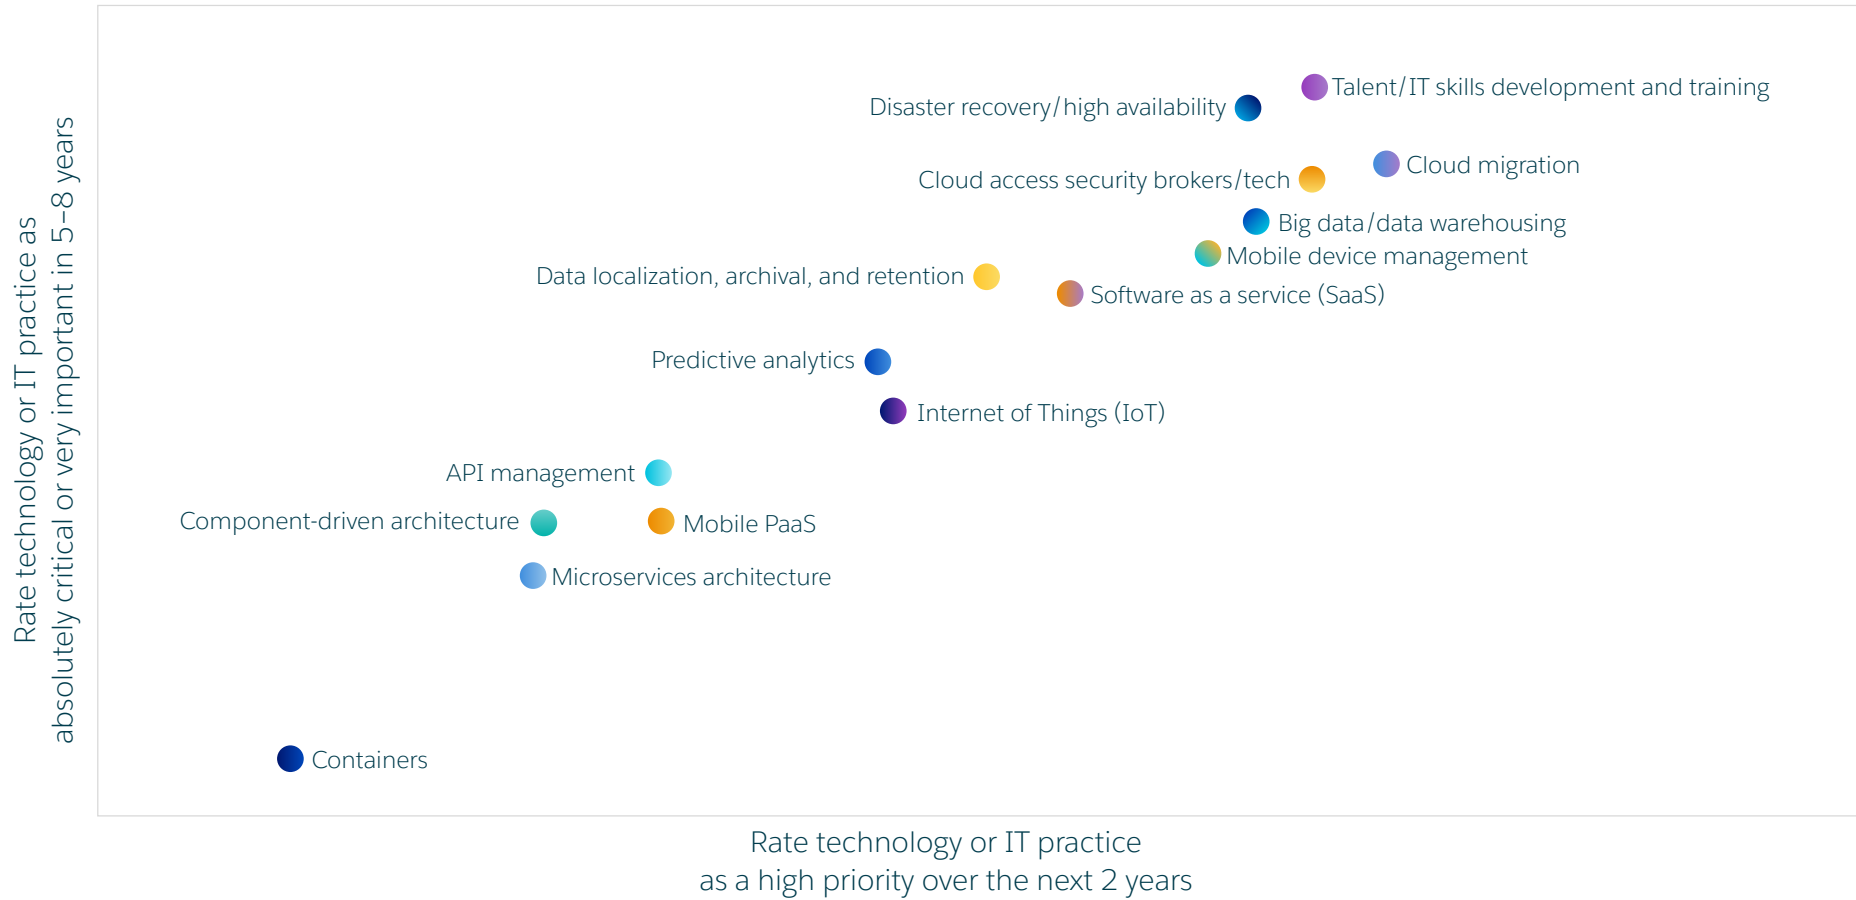 Rate technology or IT practice as
absolutely critical or very important in 5–8 years
Talent/IT skills development and training
Disaster recovery/high availability
Cloud migration
Cloud access security brokers/tech
Big data/data warehousing
Mobile device management
Data localization, archival, and retention
Software as a service (SaaS)
Predictive analytics
Internet of Things (IoT)
API management
Component-driven architecture
Mobile PaaS
Microservices architecture
Containers
Rate technology or IT practice
as a high priority over the next 2 years